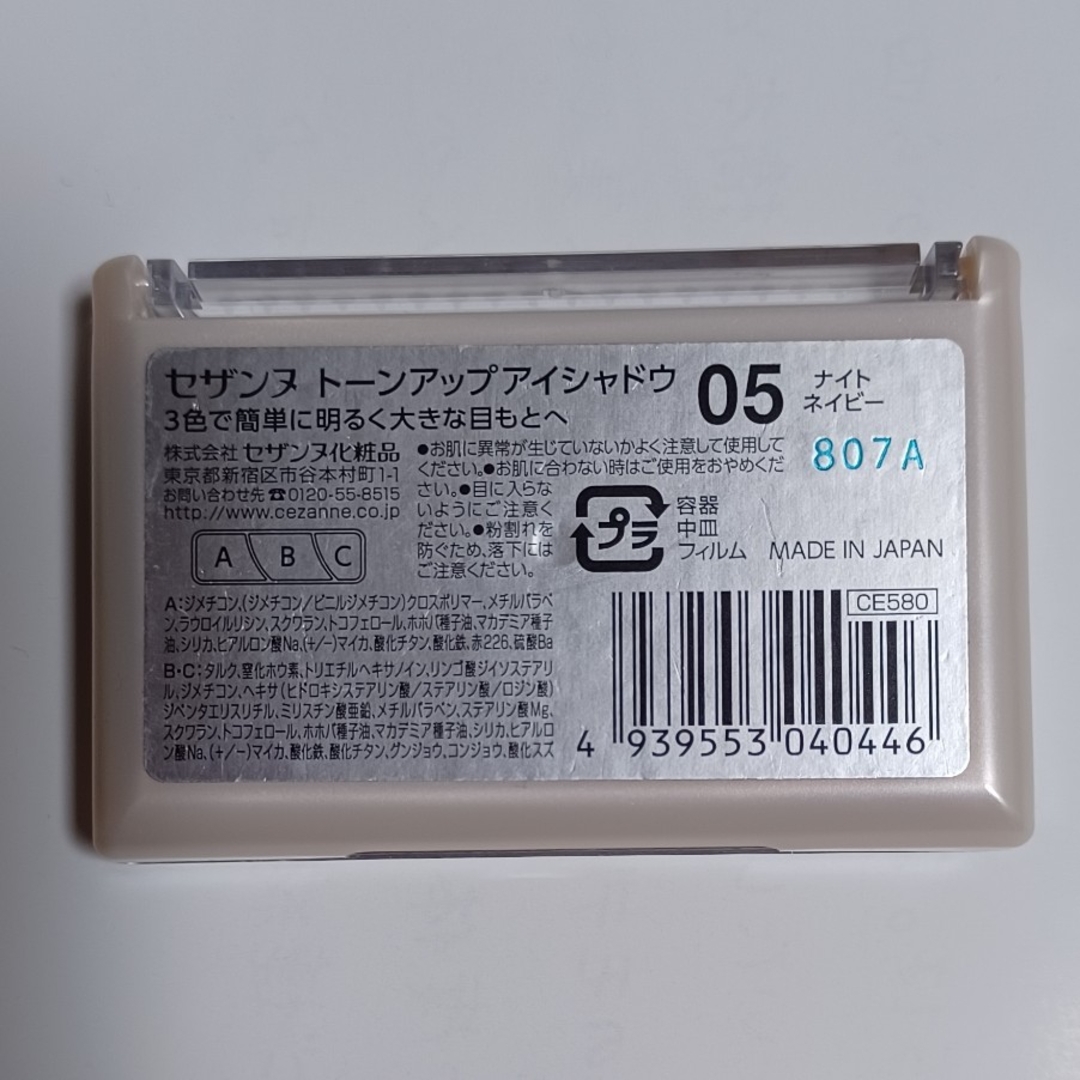 セザンヌ トーンアップアイシャドウ
3色で簡単に明るく大きな目もとへ
05
ナイト
ネイビー
807A
株式会社 セザンヌ化粧品
東京都新宿区市谷本村町1-1
お問い合わせ先 ☎0120-55-8515
http://www.cezanne.co.jp
●お肌に異常が生じていないかよく注意して使用して
ください。●お肌に合わない時はご使用をおやめくだ
さい。●目に入らな
いようにご注意く
ださい。●粉割れを
防ぐため、落下には
ご注意ください。
プラ
容器
中皿
フィルム
MADE IN JAPAN
A B C
A:ジメチコン、(ジメチコン/ビニルジメチコン)クロスポリマー、メチルパラベ
ン、ラウロイルリシン、スクワラン、トコフェロール、ホホバ種子油、マカデミア種子
油、シリカ、ヒアルロン酸Na、(+/−)マイカ、酸化チタン、酸化鉄、赤226、硫酸Ba
B・C:タルク、窒化ホウ素、トリエチルヘキサノイン、リンゴ酸ジイソステアリ
ル、ジメチコン、ヘキサ(ヒドロキシステアリン酸/ステアリン酸/ロジン酸)
ジペンタエリスリチル、ミリスチン酸亜鉛、メチルパラベン、ステアリン酸Mg、
スクワラン、トコフェロール、ホホバ種子油、マカデミア種子油、シリカ、ヒアルロ
ン酸Na、(+/−)マイカ、酸化鉄、酸化チタン、グンジョウ、コンジョウ、酸化スズ
CE580
4 939553 040446